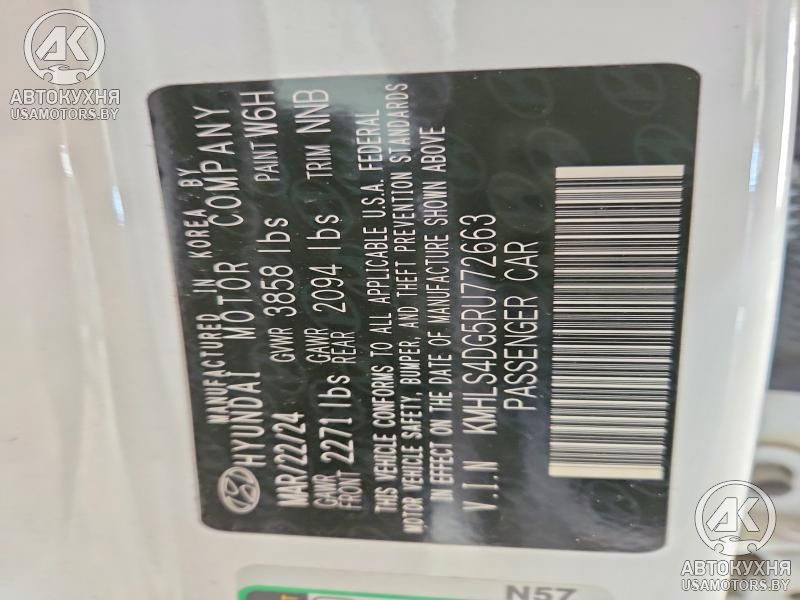 MANUFACTURED IN KOREA BY
HYUNDAI MOTOR COMPANY
MAR/22/24 GVWR 3858 lbs PAINT W6H
GAWR FRONT 2271 lbs GAWR REAR 2094 lbs TRIM NNB
THIS VEHICLE CONFORMS TO ALL APPLICABLE U.S.A. FEDERAL
MOTOR VEHICLE SAFETY, BUMPER, AND THEFT PREVENTION STANDARDS
IN EFFECT ON THE DATE OF MANUFACTURE SHOWN ABOVE
V.I.N KMHLS4DG5RU772663
PASSENGER CAR
N57
АВТОКУХНЯ
USAMOTORS.BY
АВТОКУХНЯ
USAMOTORS.BY